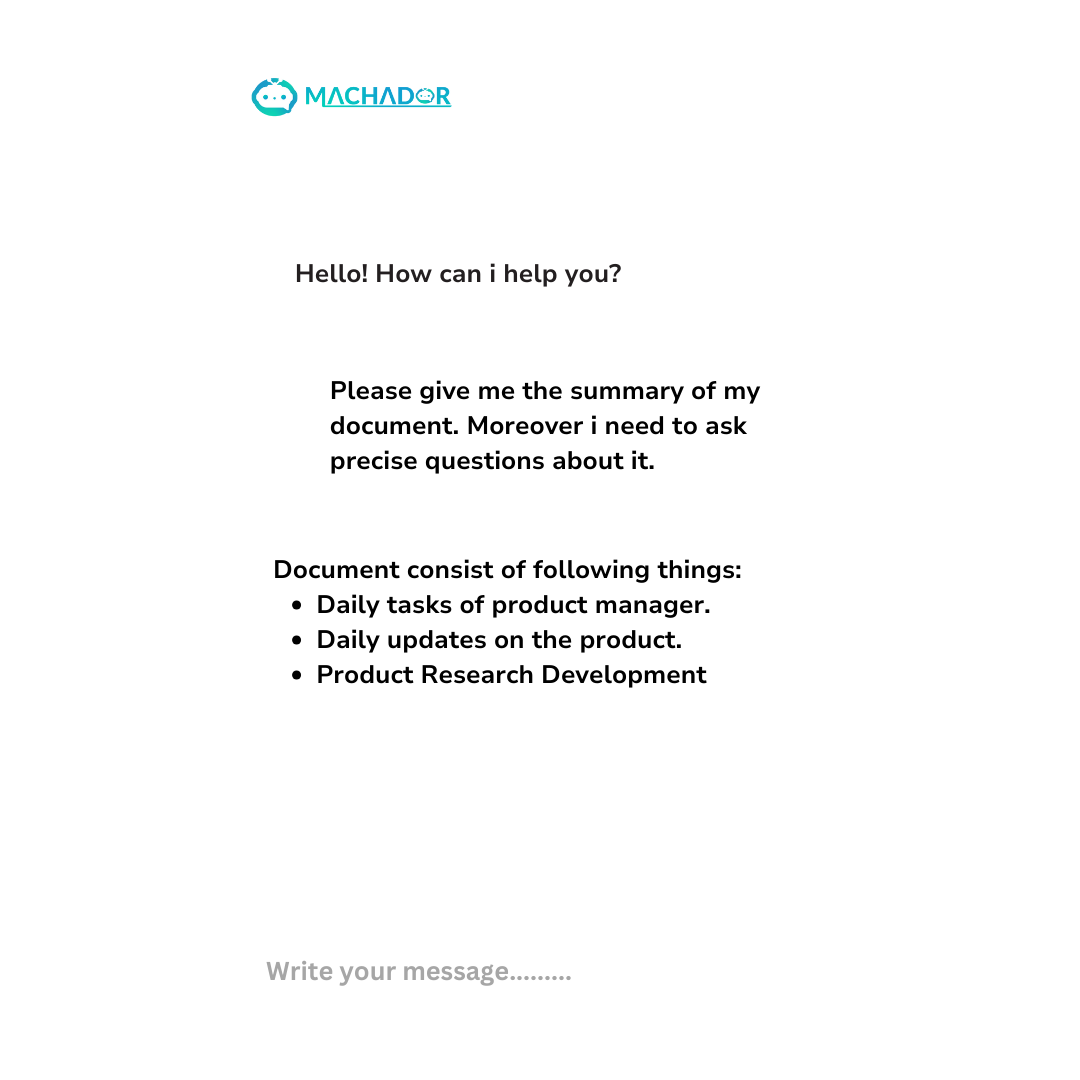 MACHADOR
Hello! How can i help you?
Please give me the summary of my
document. Moreover i need to ask
precise questions about it.
Document consist of following things:
• Daily tasks of product manager.
• Daily updates on the product.
• Product Research Development
Write your message.........